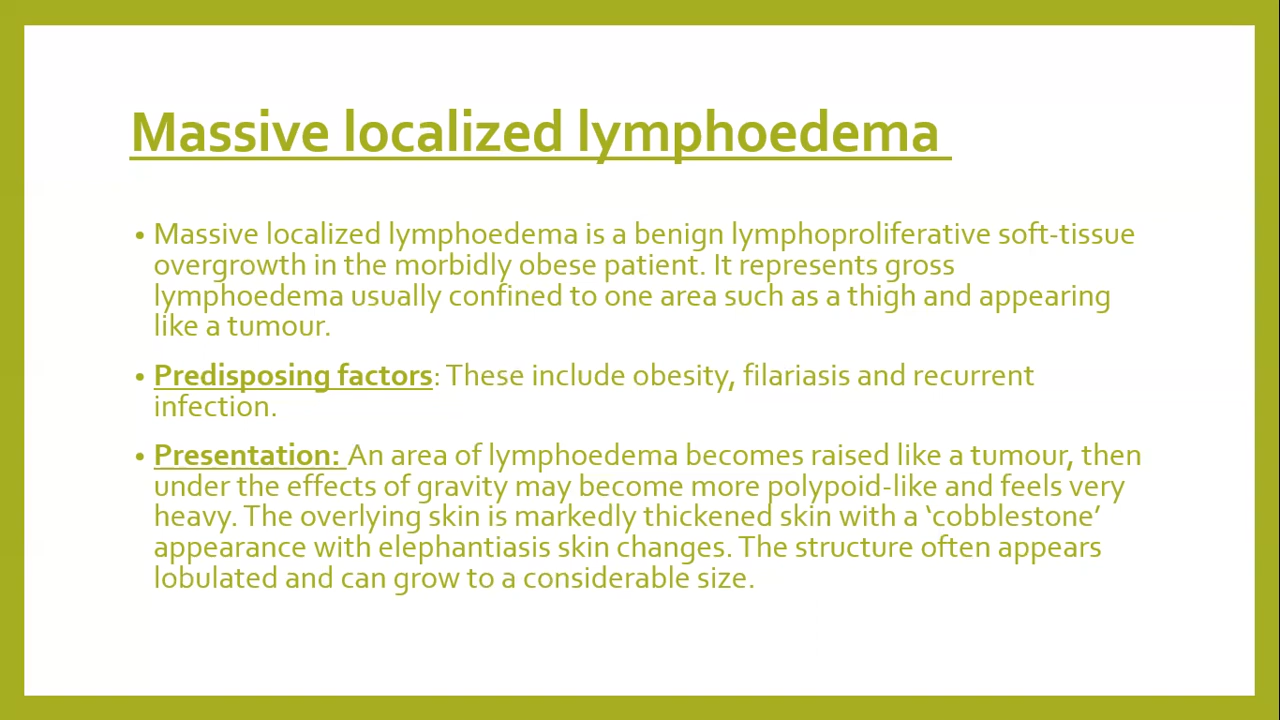 Massive localized lymphoedema
• Massive localized lymphoedema is a benign lymphoproliferative soft-tissue
overgrowth in the morbidly obese patient. It represents gross
lymphoedema usually confined to one area such as a thigh and appearing
like a tumour.
• Predisposing factors: These include obesity, filariasis and recurrent
infection.
• Presentation: An area of lymphoedema becomes raised like a tumour, then
under the effects of gravity may become more polypoid-like and feels very
heavy. The overlying skin is markedly thickened skin with a ‘cobblestone’
appearance with elephantiasis skin changes. The structure often appears
lobulated and can grow to a considerable size.